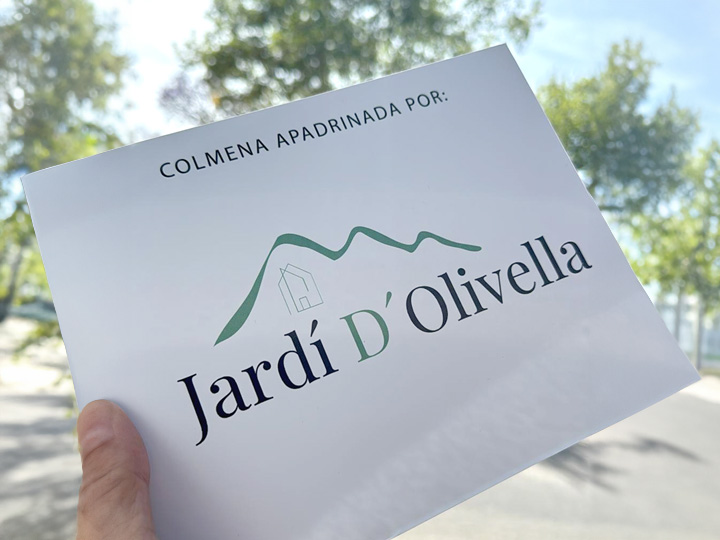 COLMENA APADRINADA POR:
Jardí D´Olivella